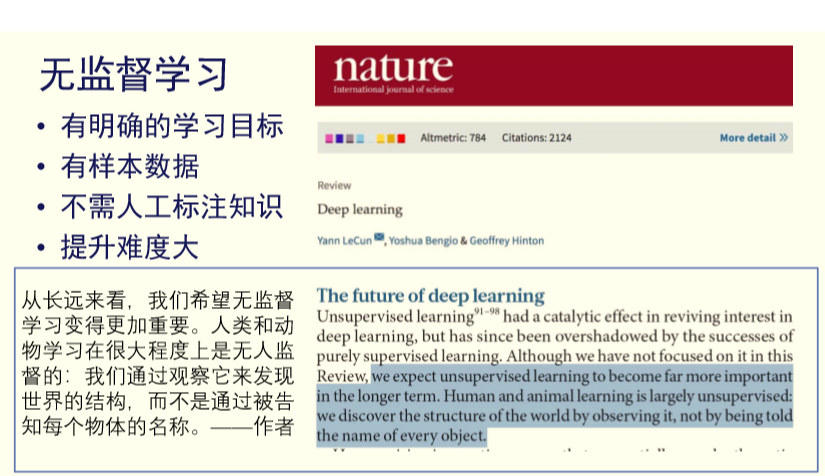 无监督学习
• 有明确的学习目标
• 有样本数据
• 不需人工标注知识
• 提升难度大
nature
International journal of science
Altmetric: 784 Citations: 2124 More detail »
Review
Deep learning
Yann LeCun, Yoshua Bengio & Geoffrey Hinton
从长远来看，我们希望无监督
学习变得更加重要。人类和动
物学习在很大程度上是无人监
督的：我们通过观察它来发现
世界的结构，而不是通过被告
知每个物体的名称。——作者
The future of deep learning
Unsupervised learning91–98 had a catalytic effect in reviving interest in
deep learning, but has since been overshadowed by the successes of
purely supervised learning. Although we have not focused on it in this
Review, we expect unsupervised learning to become far more important
in the longer term. Human and animal learning is largely unsupervised:
we discover the structure of the world by observing it, not by being told
the name of every object.